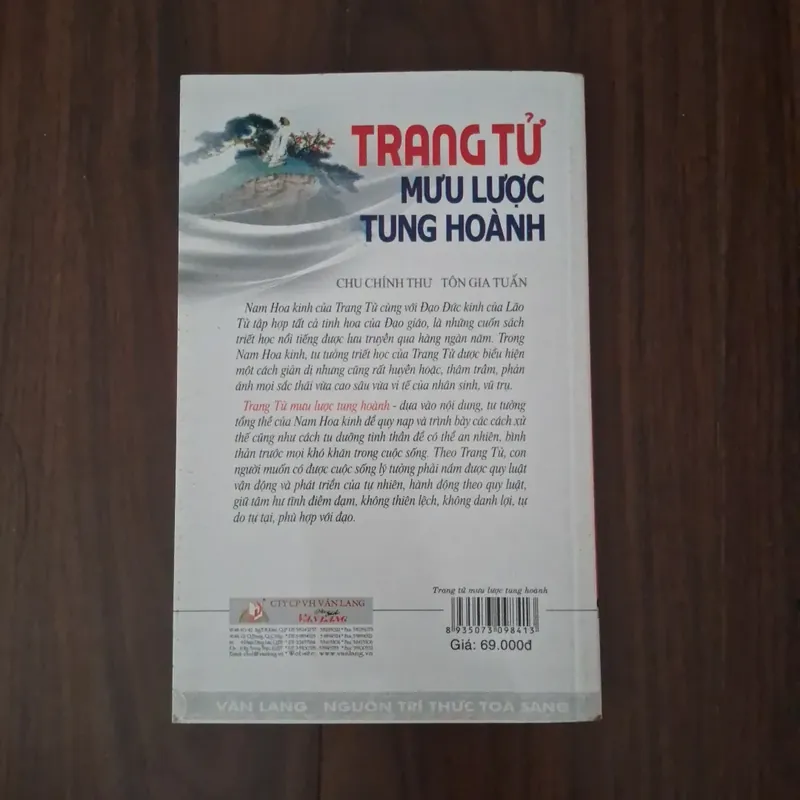 TRANG TỬ
MƯU LƯỢC
TUNG HOÀNH
CHU CHÍNH THƯ TÔN GIA TUẤN
Nam Hoa kinh của Trang Tử cùng với Đạo Đức kinh của Lão
Tử tập hợp tất cả tinh hoa của Đạo giáo, là những cuốn sách
triết học nổi tiếng được lưu truyền qua hàng ngàn năm. Trong
Nam Hoa kinh, tư tưởng triết học của Trang Tử được biểu hiện
một cách giản dị nhưng cũng rất huyền hoặc, thâm trầm, phản
ánh mọi sắc thái vừa cao sâu vừa vi tế của nhân sinh, vũ trụ.
Trang Tử mưu lược tung hoành - dựa vào nội dung, tư tưởng
tổng thể của Nam Hoa kinh để quy nạp và trình bày các cách xử
thế cũng như cách tu dưỡng tinh thần để có thể an nhiên, bình
thản trước mọi khó khăn trong cuộc sống. Theo Trang Tử, con
người muốn có được cuộc sống lý tưởng phải nắm được quy luật
vận động và phát triển của tự nhiên, hành động theo quy luật,
giữ tâm hư tĩnh điềm đạm, không thiên lệch, không danh lợi, tự
do tự tại, phù hợp với đạo.
Trang tử mưu lược tung hoành
CTY CP VH VĂN LANG
VĂN LANG
www.vanlang.vn
8 935073 098413
Giá: 69.000đ
VĂN LANG NGUỒN TRI THỨC TỎA SÁNG